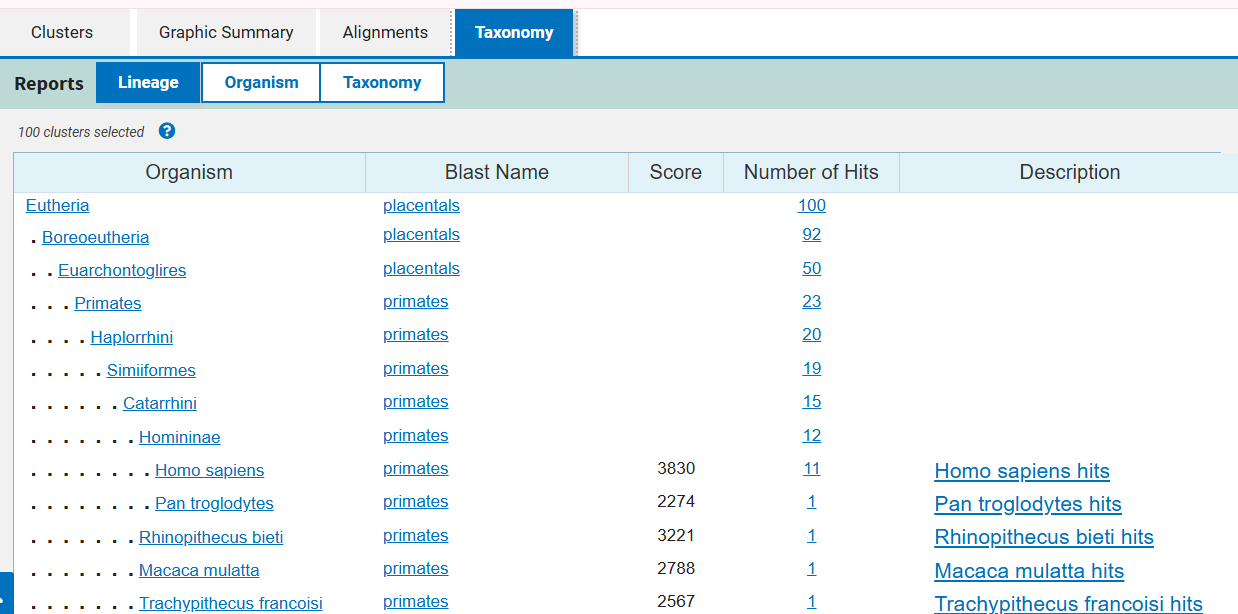 Clusters Graphic Summary Alignments Taxonomy
Reports Lineage Organism Taxonomy
100 clusters selected ?
Organism Blast Name Score Number of Hits Description
Eutheria placentals 100
. Boreoeutheria placentals 92
. . Euarchontoglires placentals 50
. . . Primates primates 23
. . . . Haplorrhini primates 20
. . . . . Simiiformes primates 19
. . . . . . Catarrhini primates 15
. . . . . . . Homininae primates 12
. . . . . . . . Homo sapiens primates 3830 11 Homo sapiens hits
. . . . . . . . Pan troglodytes primates 2274 1 Pan troglodytes hits
. . . . . . . Rhinopithecus bieti primates 3221 1 Rhinopithecus bieti hits
. . . . . . . Macaca mulatta primates 2788 1 Macaca mulatta hits
. . . . . . . Trachypithecus francoisi primates 2567 1 Trachypithecus francoisi hits